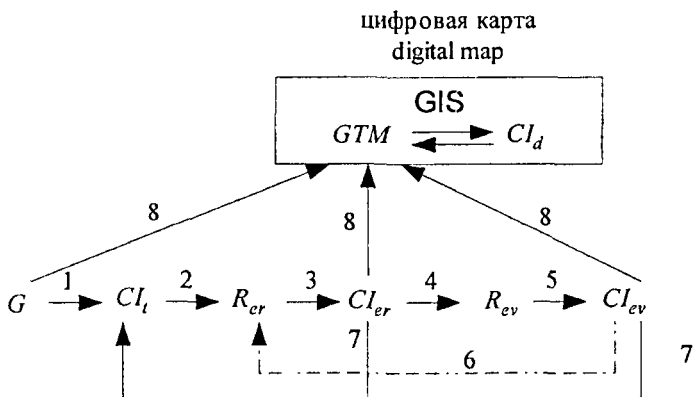 цифровая карта
digital map
GIS
GTM CI_d
8 8 8
1 2 3 4 5
G CI_t R_er CI_er R_ev CI_ev
7 6 7